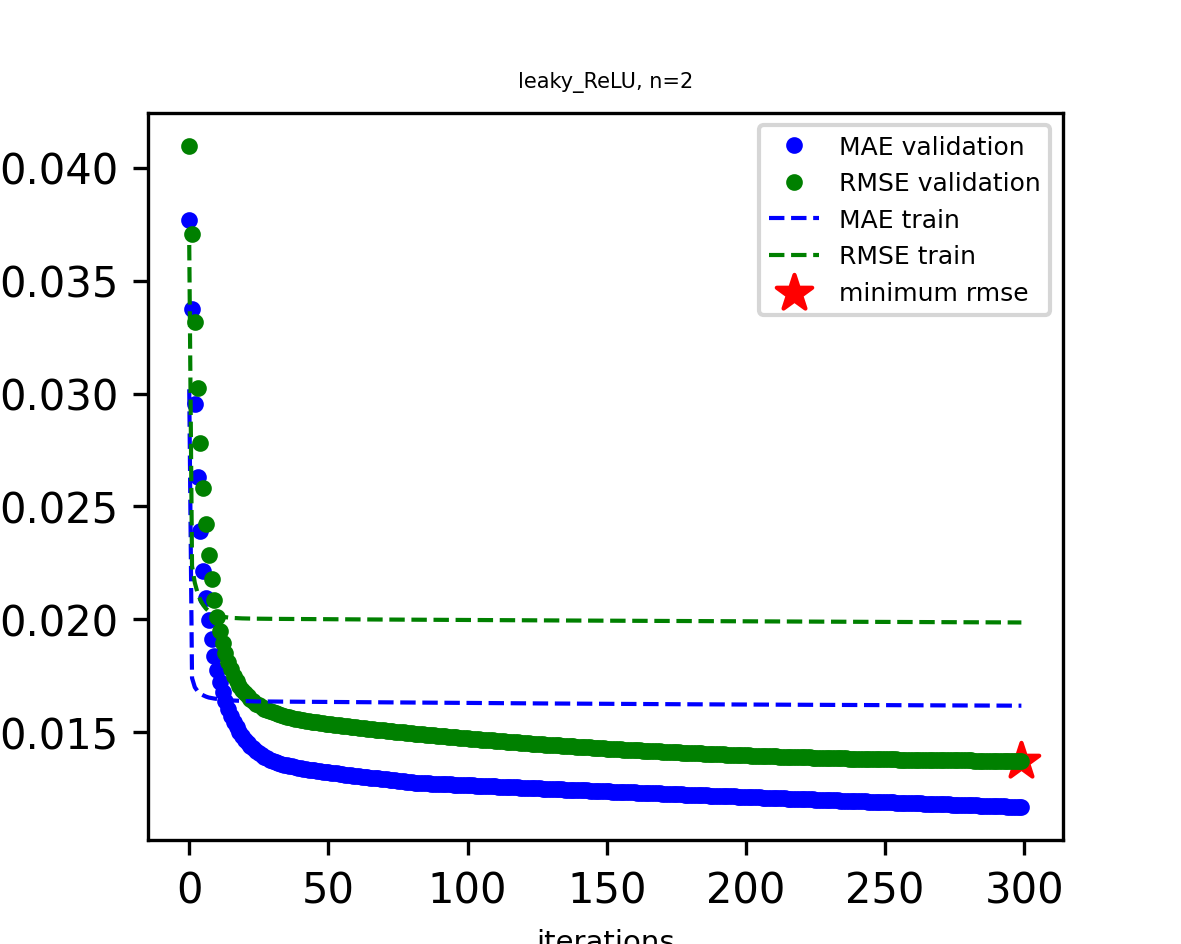 leaky_ReLU, n=2
MAE validation
RMSE validation
MAE train
RMSE train
minimum rmse
0.040
0.035
0.030
0.025
0.020
0.015
0 50 100 150 200 250 300
iterations